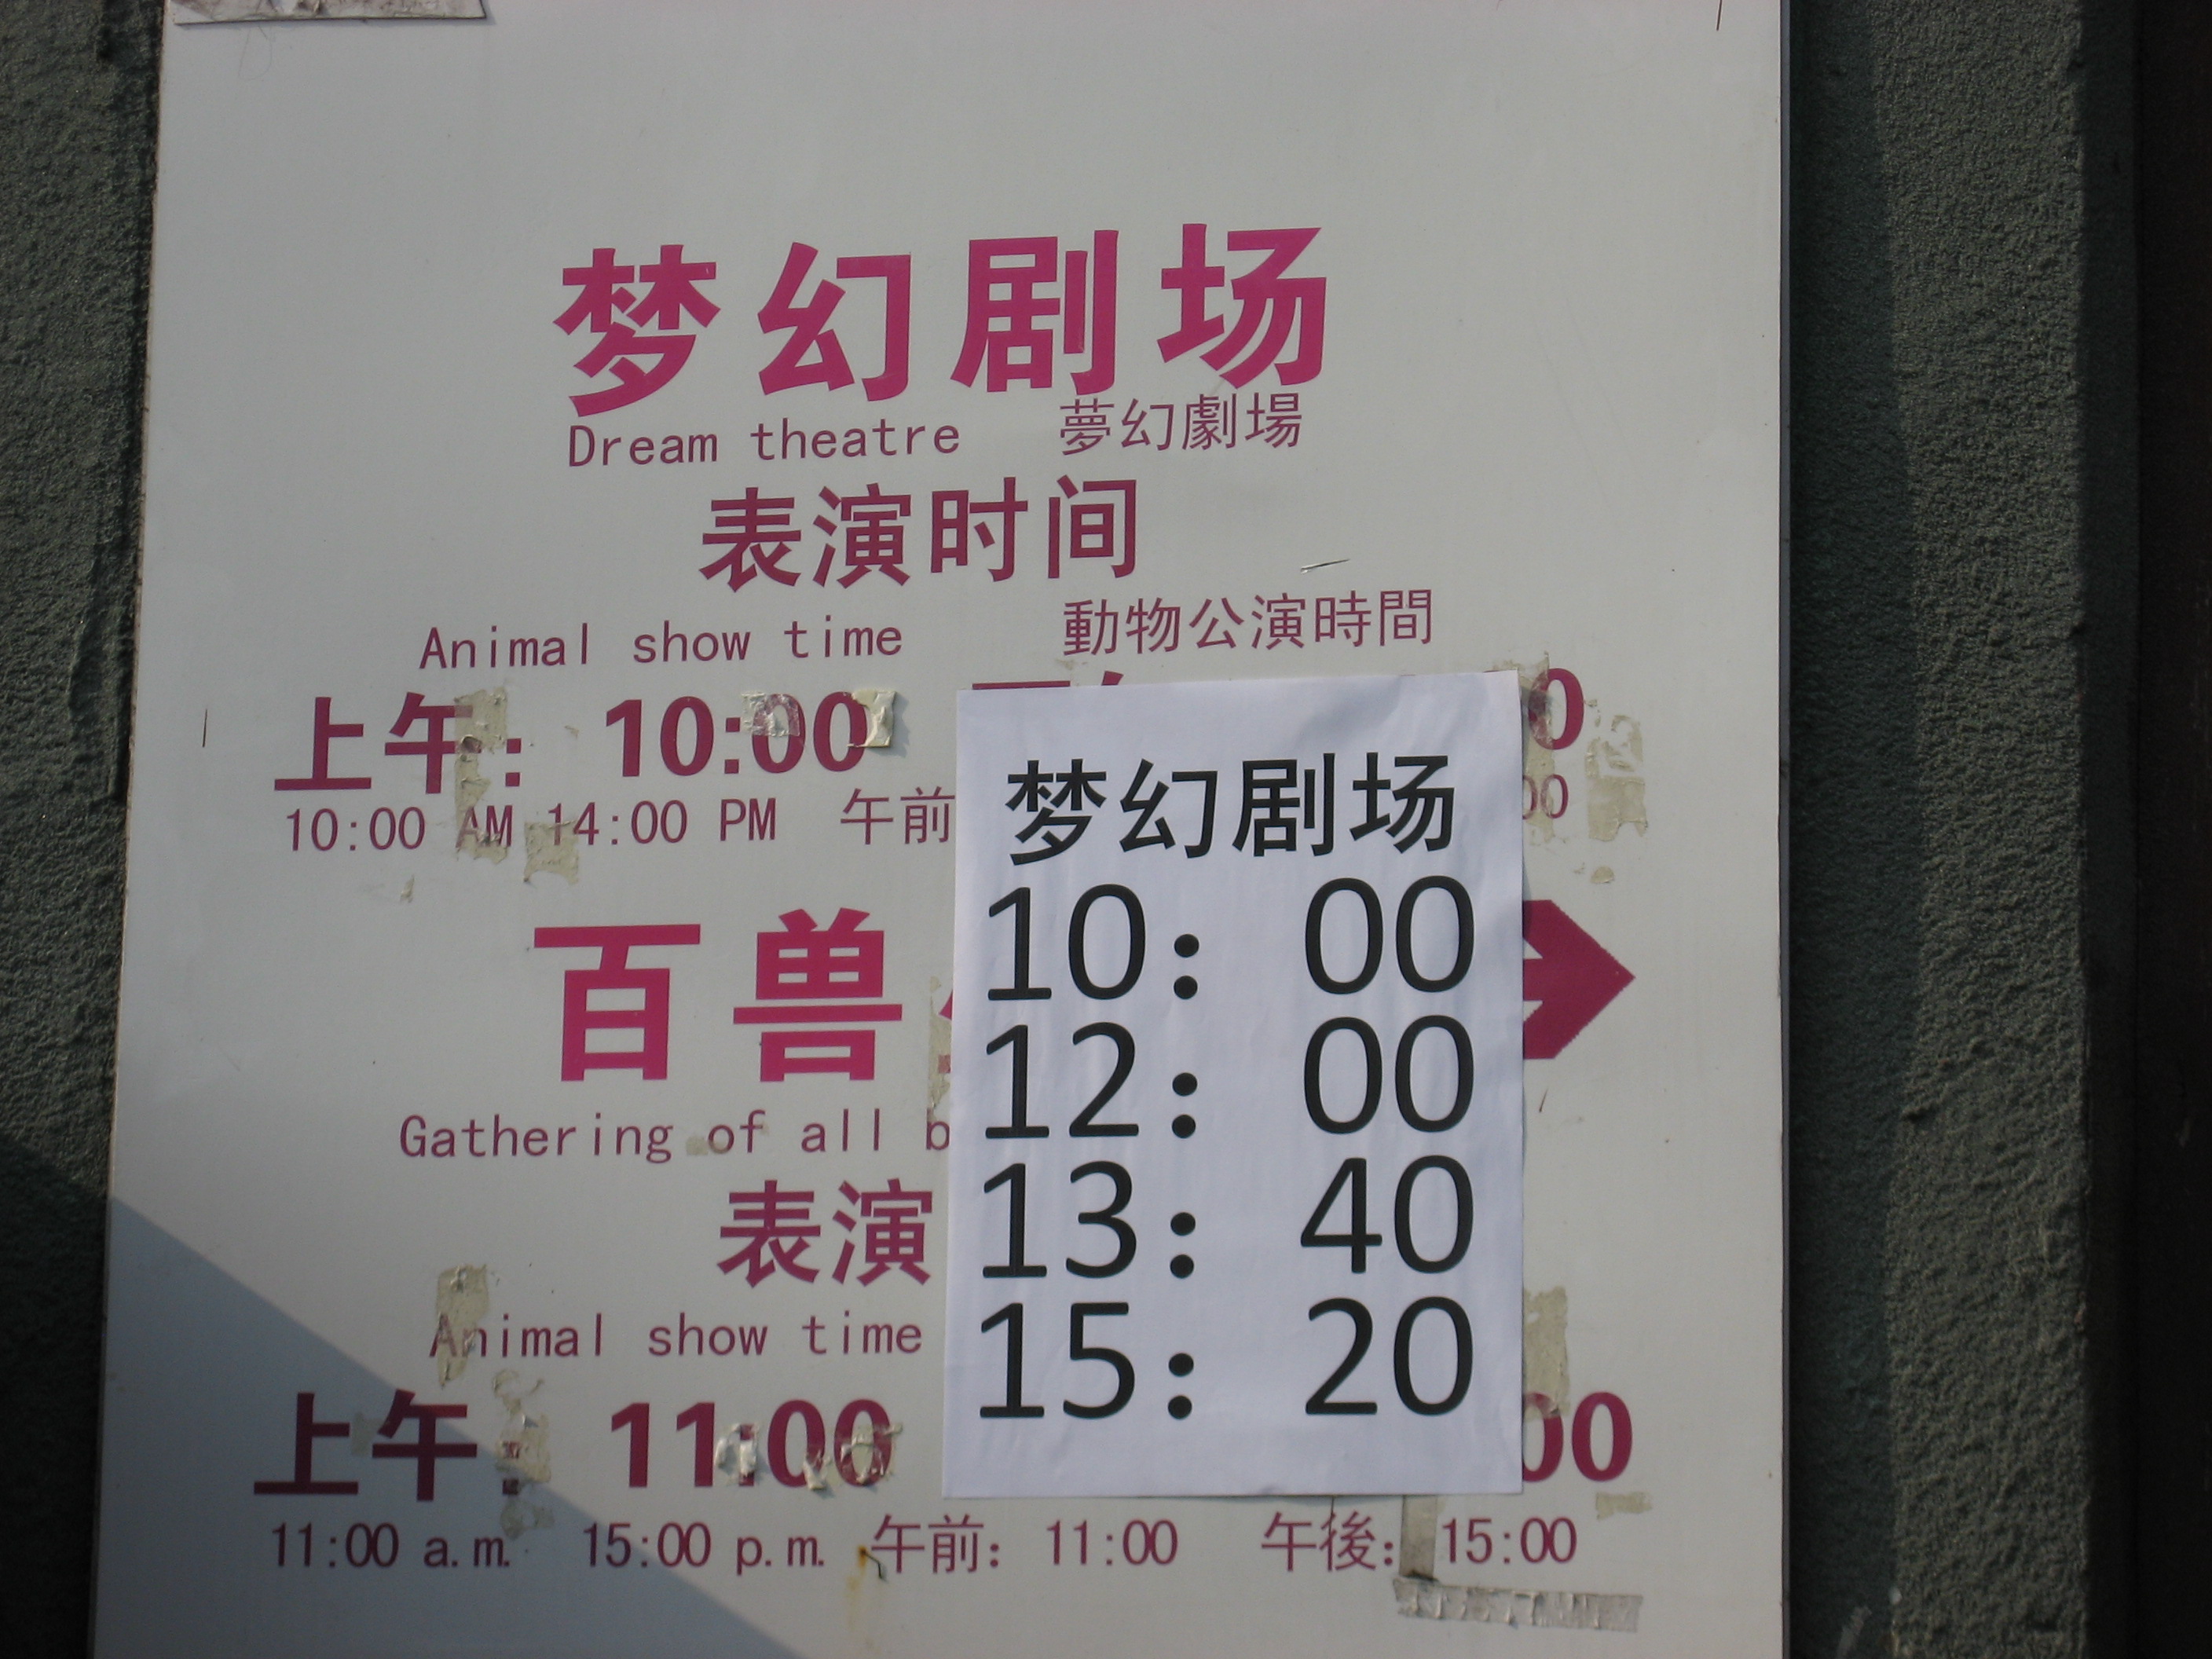 梦幻剧场
Dream theatre 夢幻劇場
表演时间
Animal show time 動物公演時間
上午: 10:00
10:00 AM 14:00 PM 午前
百兽
Gathering of all
表演
Animal show time
上午: 11:00 00
11:00 a.m. 15:00 p.m. 午前: 11:00 午後: 15:00
梦幻剧场
10: 00
12: 00
13: 40
15: 20